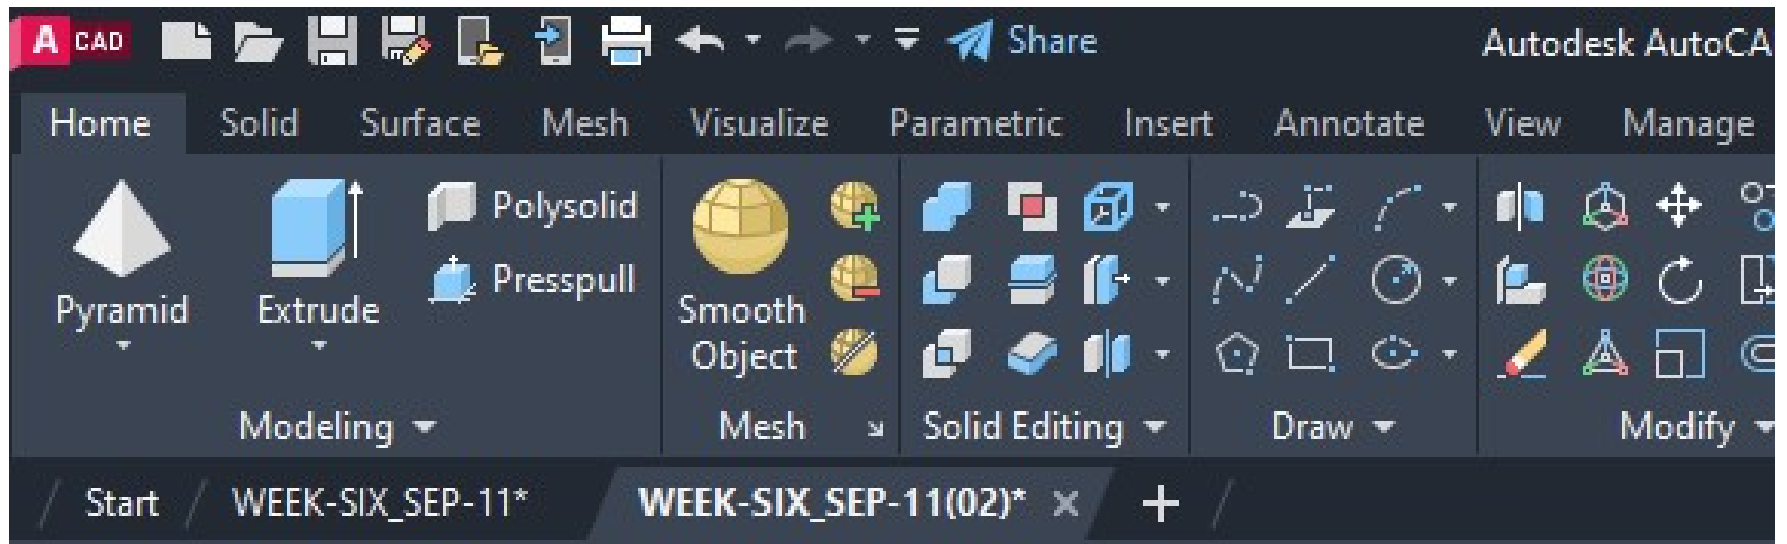 A CAD Share Autodesk AutoCA
Home Solid Surface Mesh Visualize Parametric Insert Annotate View Manage
Polysolid
Presspull
Pyramid Extrude Smooth
Object
Modeling Mesh Solid Editing Draw Modify
Start WEEK-SIX_SEP-11* WEEK-SIX_SEP-11(02)*